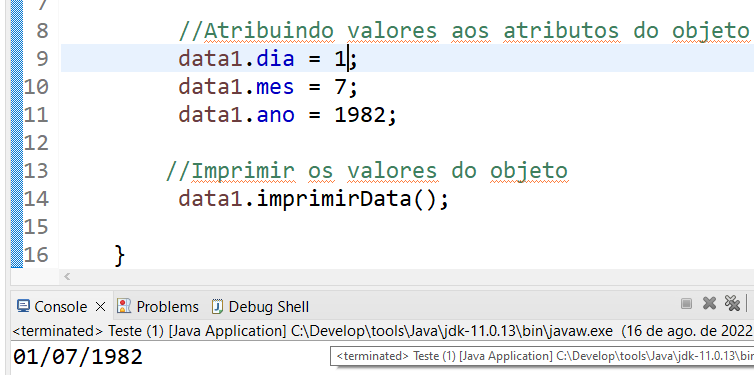 7
8 //Atribuindo valores aos atributos do objeto
9 data1.dia = 1;
10 data1.mes = 7;
11 data1.ano = 1982;
12
13 //Imprimir os valores do objeto
14 data1.imprimirData();
15
16 }
Console Problems Debug Shell
<terminated> Teste (1) [Java Application] C:\Develop\tools\Java\jdk-11.0.13\bin\javaw.exe (16 de ago. de 2022
01/07/1982
<terminated> Teste (1) [Java Application] C:\Develop\tools\Java\jdk-11.0.13\bin